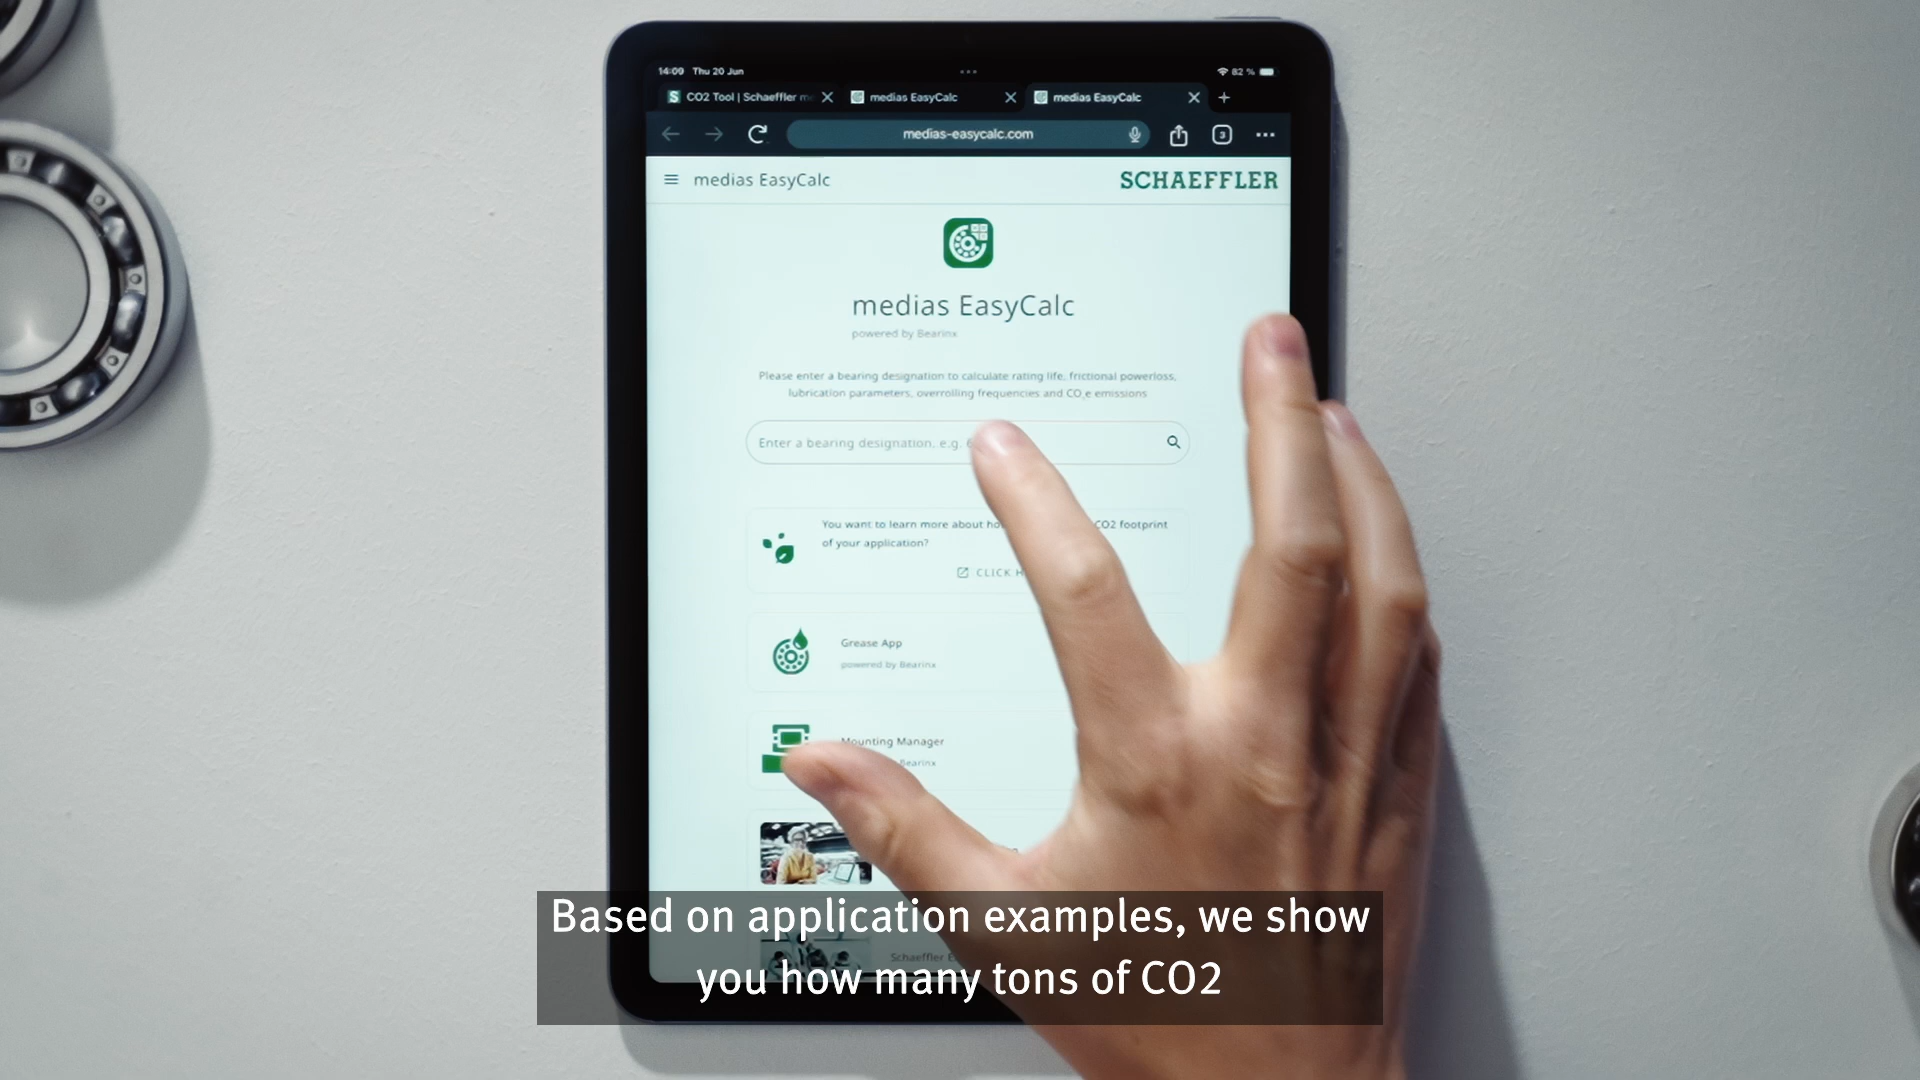 14:09 Thu 20 Jun
82 %
CO2 Tool | Schaeffler
medias EasyCalc
medias EasyCalc
medias-easycalc.com
3
medias EasyCalc
SCHAEFFLER
medias EasyCalc
powered by Bearinx
Please enter a bearing designation to calculate rating life, frictional powerloss,
lubrication parameters, overrolling frequencies and CO₂e emissions
Enter a bearing designation, e.g.
You want to learn more about CO2 footprint
of your application?
CLICK
Grease App
powered by Bearinx
Mounting Manager
Bearinx
Schaeffler
Based on application examples, we show
you how many tons of CO2